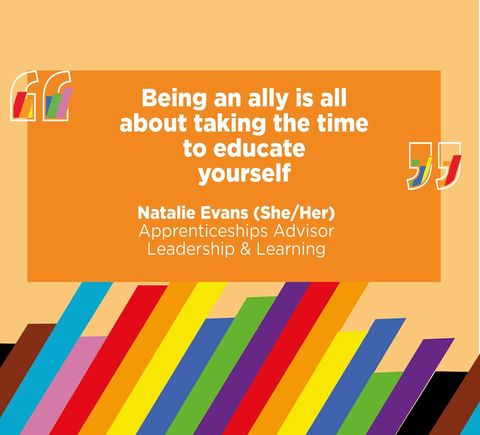 Being an ally is all
about taking the time
to educate
yourself
Natalie Evans (She/Her)
Apprenticeships Advisor
Leadership & Learning